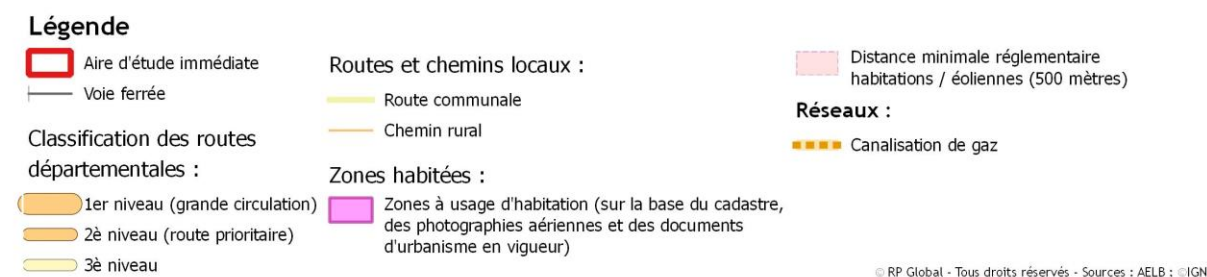 Légende
Aire d'étude immédiate
Voie ferrée
Classification des routes
départementales :
1er niveau (grande circulation)
2è niveau (route prioritaire)
3è niveau
Routes et chemins locaux :
Route communale
Chemin rural
Zones habitées :
Zones à usage d'habitation (sur la base du cadastre,
des photographies aériennes et des documents
d'urbanisme en vigueur)
Distance minimale réglementaire
habitations / éoliennes (500 mètres)
Réseaux :
Canalisation de gaz
© RP Global - Tous droits réservés - Sources : AELB ; ©IGN